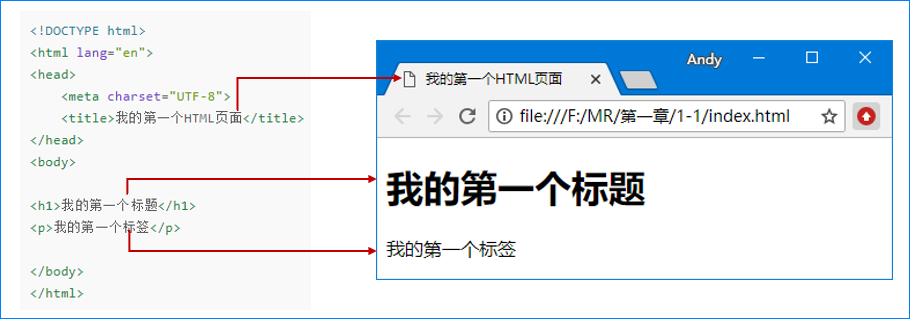 <!DOCTYPE html>
<html lang="en">
<head>
    <meta charset="UTF-8">
    <title>我的第一个HTML页面</title>
</head>
<body>
<h1>我的第一个标题</h1>
<p>我的第一个标签</p>
</body>
</html>
Andy
我的第一个HTML页面
file:///F:/MR/第一章/1-1/index.html
我的第一个标题
我的第一个标签